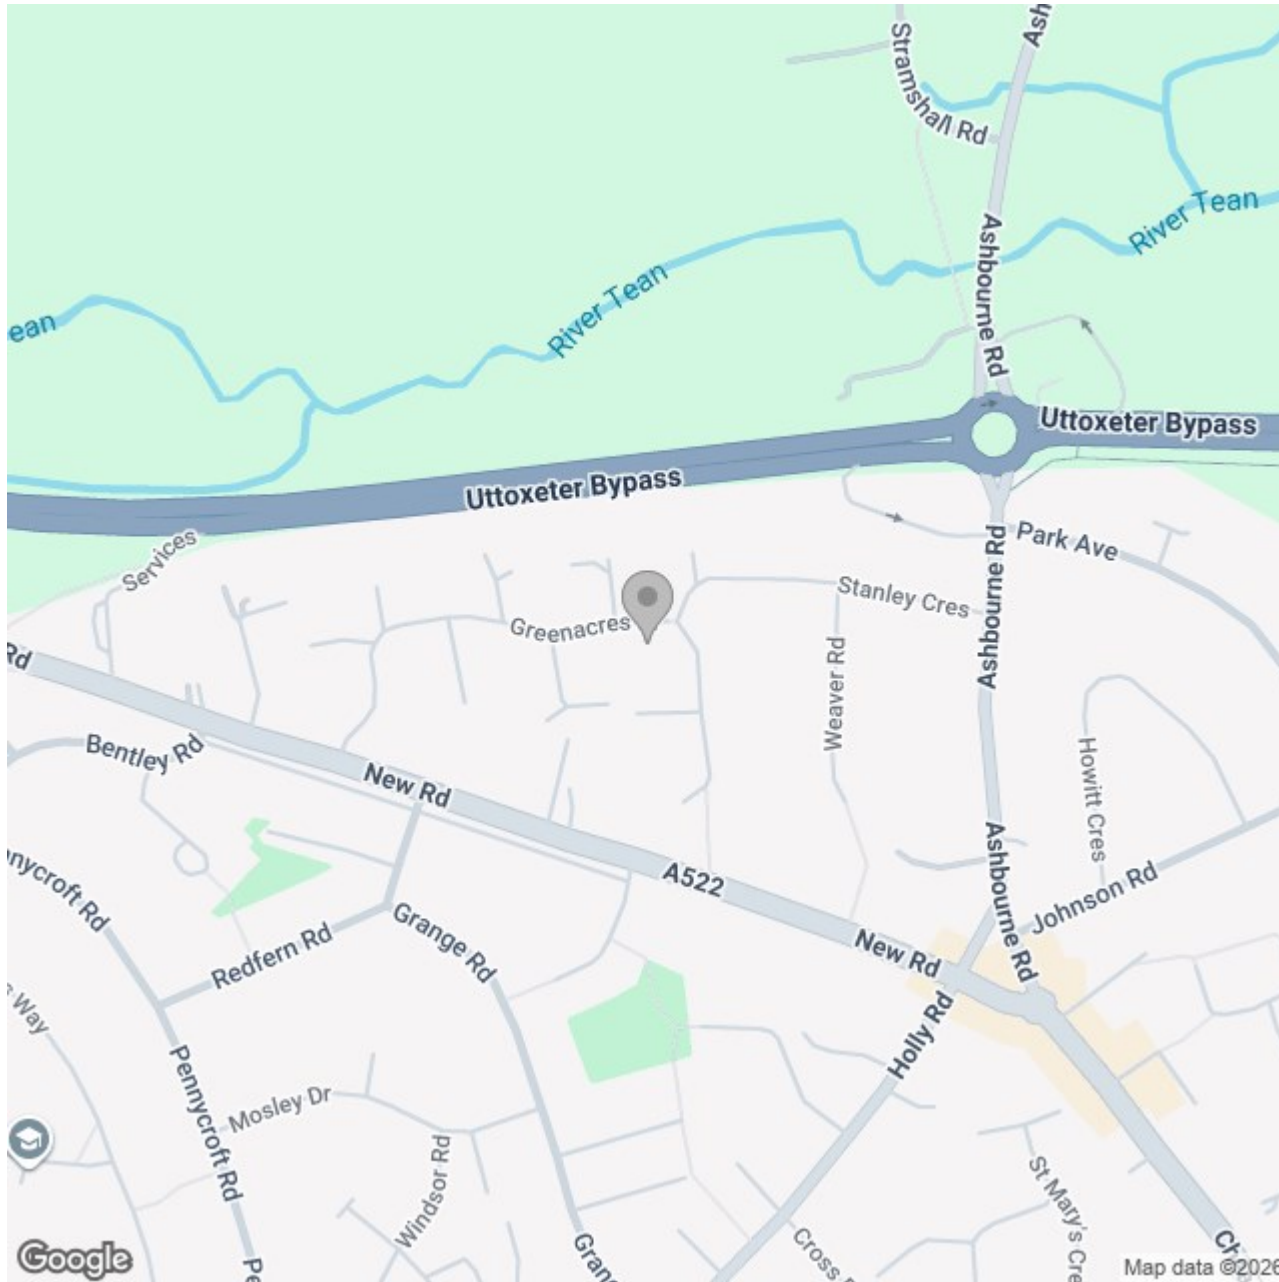 Ash
Stramshall Rd
River Tean
Ashbourne Rd
River Tean
ean
Uttoxeter Bypass
Uttoxeter Bypass
Services
Park Ave
Ashbourne Rd
Stanley Cres
Greenacres
Weaver Rd
Rd
Bentley Rd
New Rd
Howitt Cres
A522
Ashbourne Rd
Johnson Rd
nnycroft Rd
Redfern Rd
Grange Rd
New Rd
Way
Holly Rd
Pennycroft Rd
Mosley Dr
Windsor Rd
St Mary's Cre
Cross
Gran
Pe
Ch
Google
Map data ©2026